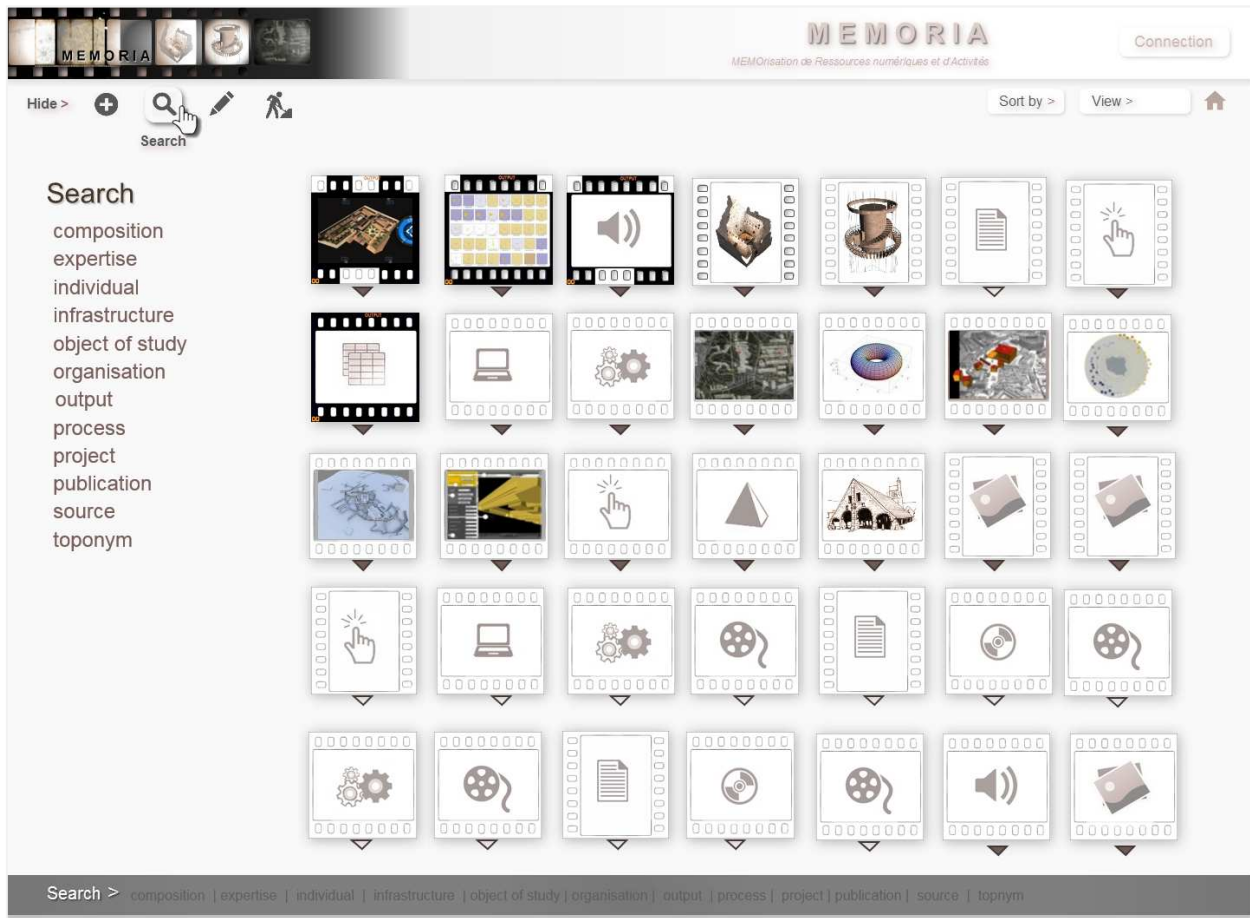 MEMORIA
MEMORIA
MEMOrisation de Ressources numériques et d'Activités
Connection
Hide >
Sort by >
View >
Search
Search
composition
expertise
individual
infrastructure
object of study
organisation
output
process
project
publication
source
toponym
OUTPUT
OUTPUT
OUTPUT
OUTPUT
Search > composition | expertise | individual | infrastructure | object of study | organisation | output | process | project | publication | source | topnym